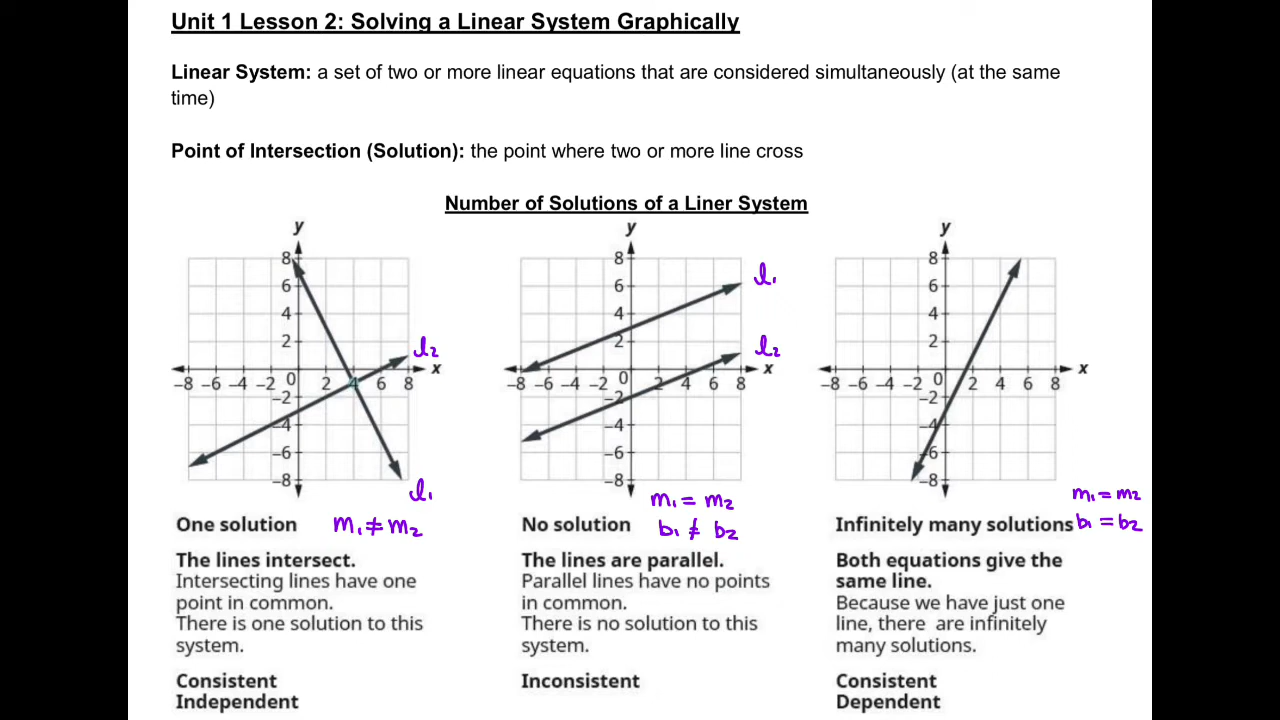 Unit 1 Lesson 2: Solving a Linear System Graphically
Linear System: a set of two or more linear equations that are considered simultaneously (at the same
time)
Point of Intersection (Solution): the point where two or more line cross
Number of Solutions of a Liner System
y
8
6
4
2
-8 -6 -4 -2 0 2 4 6 8 x
-2
-4
-6
-8
l2
l1
One solution m1 ≠ m2
The lines intersect.
Intersecting lines have one
point in common.
There is one solution to this
system.
Consistent
Independent
y
8
6
4
2
-8 -6 -4 -2 0 2 4 6 8 x
-2
-4
-6
-8
l1
l2
m1 = m2
No solution b1 ≠ b2
The lines are parallel.
Parallel lines have no points
in common.
There is no solution to this
system.
Inconsistent
y
8
6
4
2
-8 -6 -4 -2 0 2 4 6 8 x
-2
-4
-6
-8
m1 = m2
Infinitely many solutions b1 = b2
Both equations give the
same line.
Because we have just one
line, there are infinitely
many solutions.
Consistent
Dependent